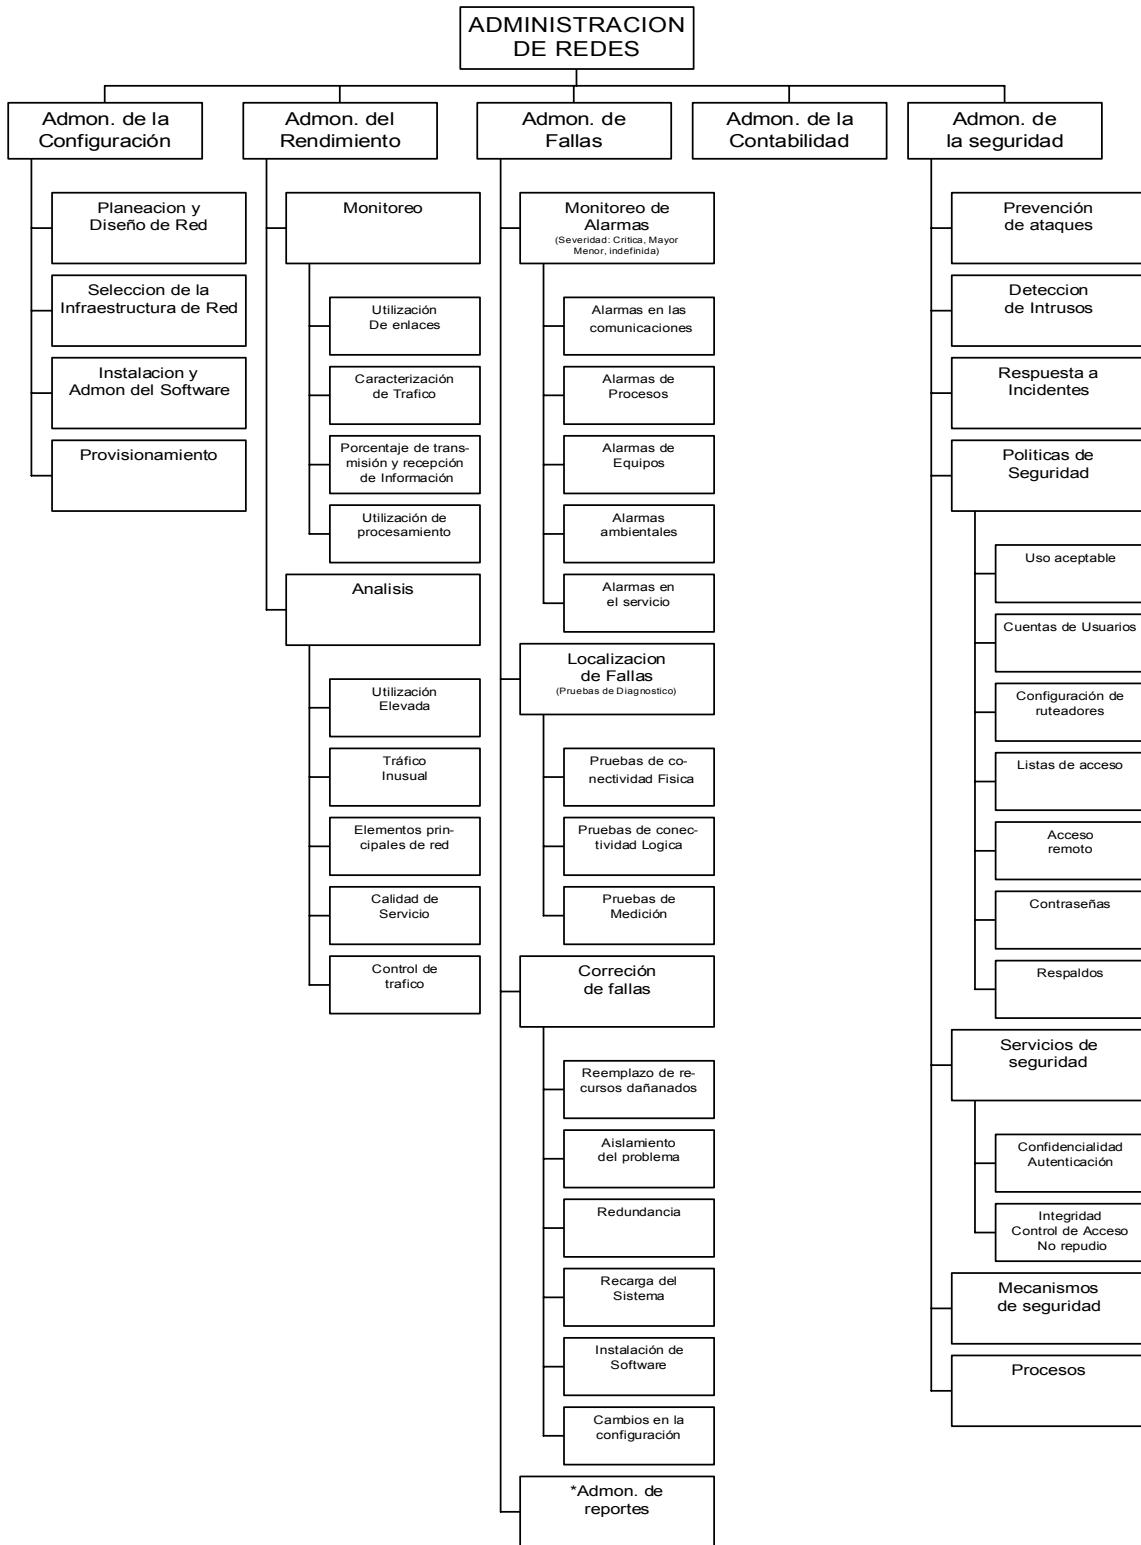 ADMINISTRACION
DE REDES
Admon. de la
Configuración
Planeacion y
Diseño de Red
Seleccion de la
Infraestructura de Red
Instalacion y
Admon del Software
Provisionamiento
Admon. del
Rendimiento
Monitoreo
Utilización
De enlaces
Caracterización
de Trafico
Porcentaje de trans-
misión y recepción
de Información
Utilización de
procesamiento
Analisis
Utilización
Elevada
Tráfico
Inusual
Elementos prin-
cipales de red
Calidad de
Servicio
Control de
trafico
Admon. de
Fallas
Monitoreo de
Alarmas
(Severidad: Critica, Mayor
Menor, indefinida)
Alarmas en las
comunicaciones
Alarmas de
Procesos
Alarmas de
Equipos
Alarmas
ambientales
Alarmas en
el servicio
Localizacion
de Fallas
(Pruebas de Diagnostico)
Pruebas de co-
nectividad Fisica
Pruebas de conec-
tividad Logica
Pruebas de
Medición
Correción
de fallas
Reemplazo de re-
cursos dañanados
Aislamiento
del problema
Redundancia
Recarga del
Sistema
Instalación de
Software
Cambios en la
configuración
*Admon. de
reportes
Admon. de la
Contabilidad
Admon. de
la seguridad
Prevención
de ataques
Deteccion
de Intrusos
Respuesta a
Incidentes
Politicas de
Seguridad
Uso aceptable
Cuentas de Usuarios
Configuración de
ruteadores
Listas de acceso
Acceso
remoto
Contraseñas
Respaldos
Servicios de
seguridad
Confidencialidad
Autenticación
Integridad
Control de Acceso
No repudio
Mecanismos
de seguridad
Procesos